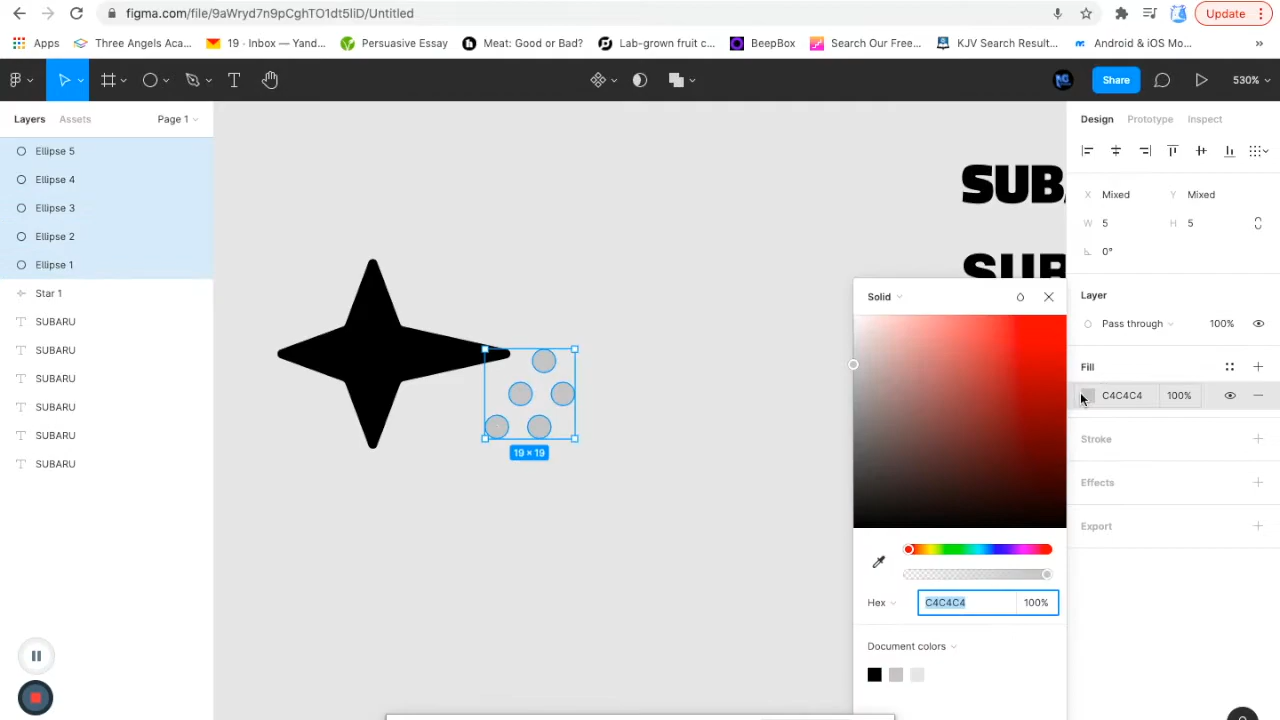 figma.com/file/9aWryd7n9pCghTO1dt5IiD/Untitled
Update
Apps
Three Angels Aca...
19 · Inbox — Yand...
Persuasive Essay
Meat: Good or Bad?
Lab-grown fruit c...
BeepBox
Search Our Free...
KJV Search Result...
Android & iOS Mo...
»
Share
530%
Layers
Assets
Page 1
Design
Prototype
Inspect
Ellipse 5
Ellipse 4
Ellipse 3
Ellipse 2
Ellipse 1
Star 1
SUBARU
SUBARU
SUBARU
SUBARU
SUBARU
SUBARU
SUB
SUB
19 × 19
X Mixed
Y Mixed
W 5
H 5
0°
Layer
Pass through
100%
Fill
C4C4C4
100%
Stroke
Effects
Export
Solid
Hex
C4C4C4
100%
Document colors